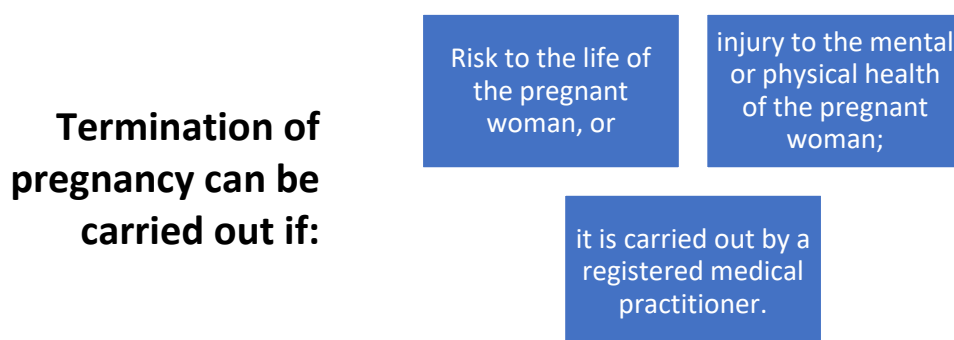 Termination of
pregnancy can be
carried out if:
Risk to the life of
the pregnant
woman, or
injury to the mental
or physical health
of the pregnant
woman;
it is carried out by a
registered medical
practitioner.